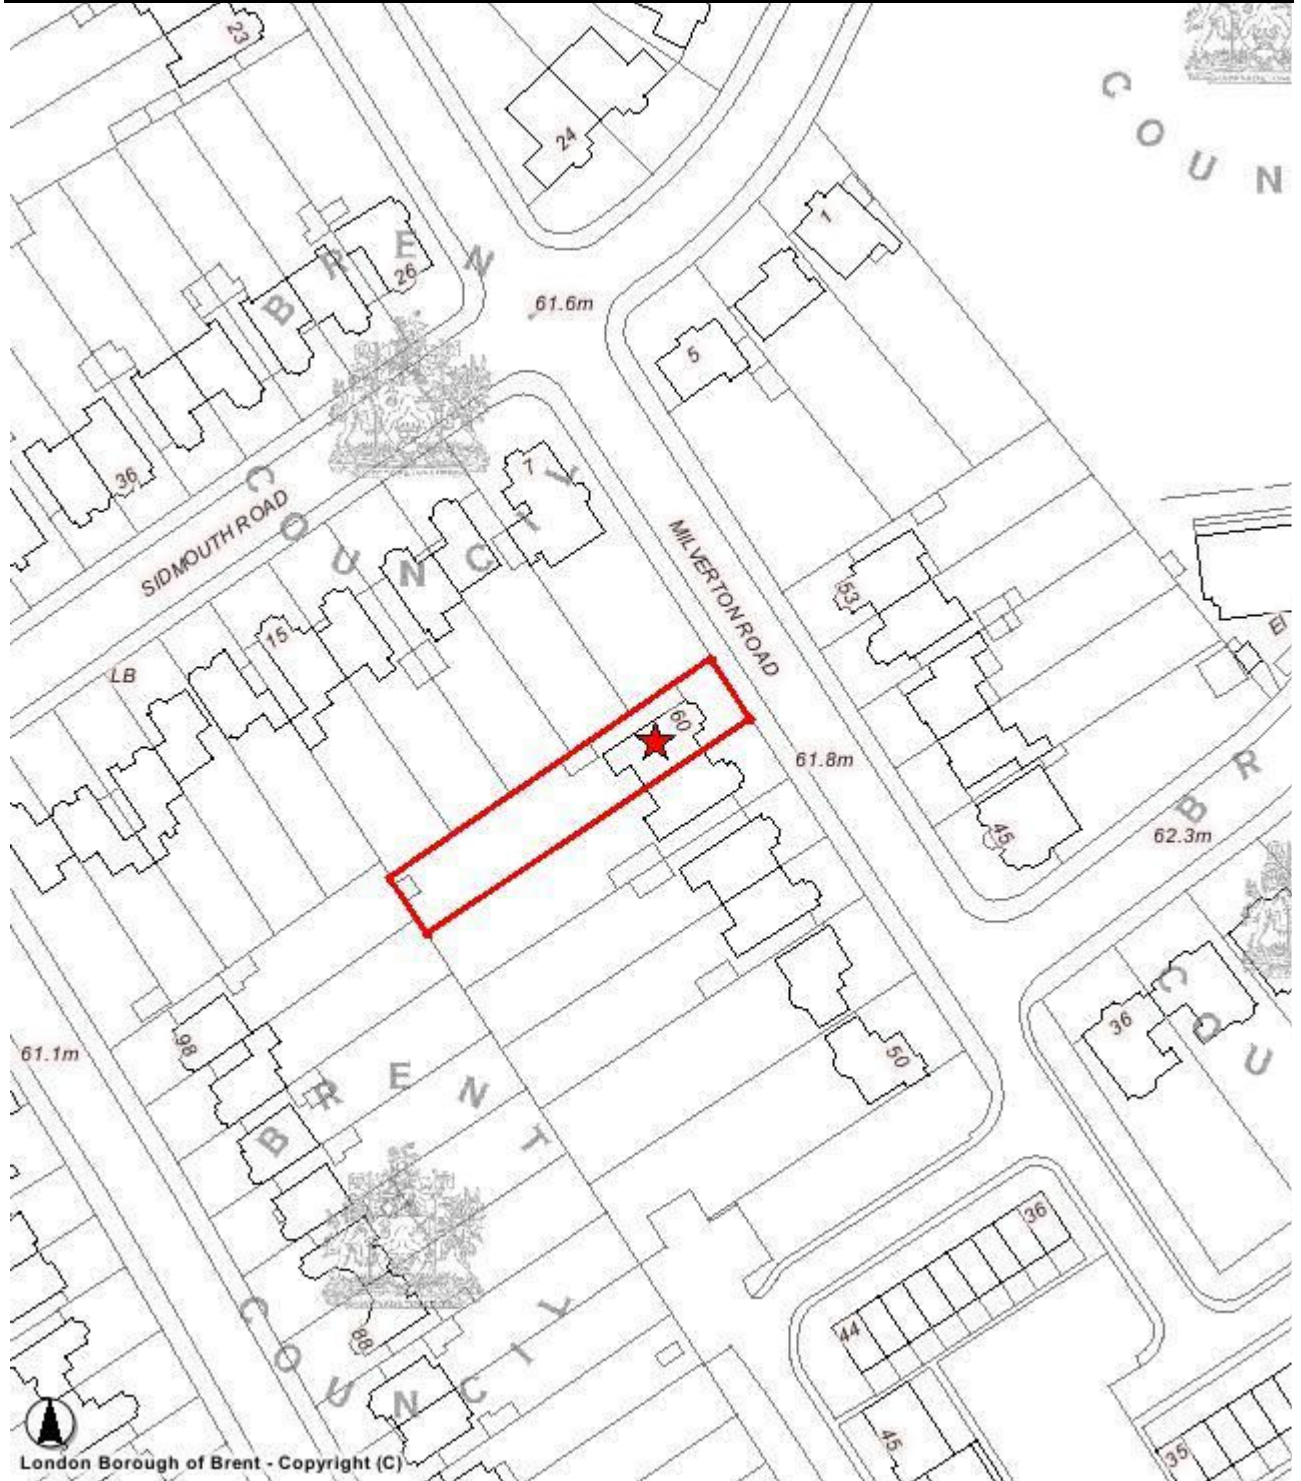 23
24
1
C O U N
B R E N
26
61.6m
5
36
7
C O U N C I L
SIDMOUTH ROAD
MILVERTON ROAD
53
15
LB
El
60
61.8m
B R
45
62.3m
C O U
36
98
50
61.1m
B R E N T
36
88
44
C O U N C I L
45
35
London Borough of Brent - Copyright (C)